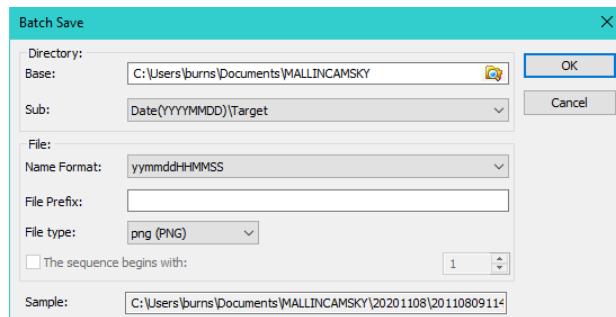 Batch Save
Directory:
Base: C:\Users\burns\Documents\MALLINCAMSKY OK
Sub: Date(YYYYMMDD)\Target Cancel
File:
Name Format: yymmddHHMMSS
File Prefix:
File type: png (PNG)
The sequence begins with: 1
Sample: C:\Users\burns\Documents\MALLINCAMSKY\20201108\20110809114